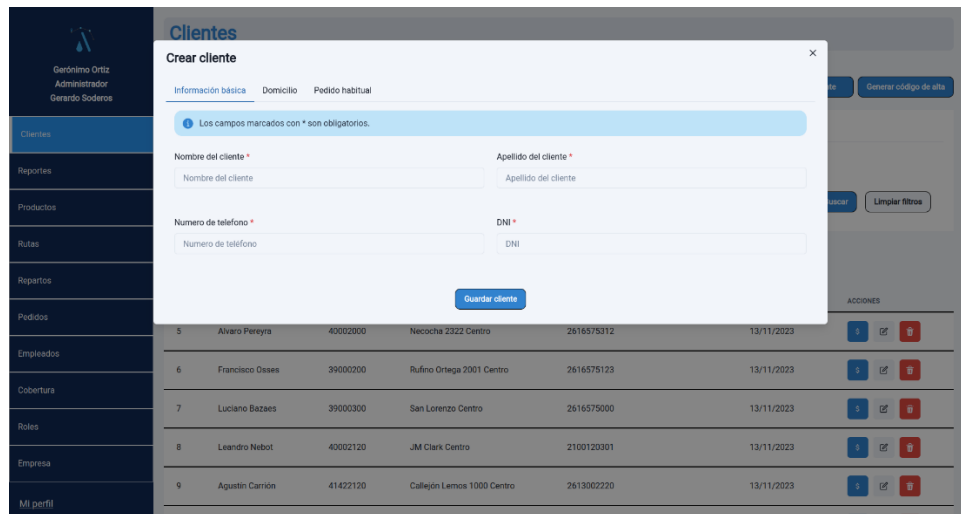 Gerónimo Ortiz
Administrador
Gerardo Soderos
Clientes
Reportes
Productos
Rutas
Repartos
Pedidos
Empleados
Cobertura
Roles
Empresa
Mi perfil
Clientes
Generar código de alta
Limpiar filtros
Crear cliente
×
Información básica Domicilio Pedido habitual
Los campos marcados con * son obligatorios.
Nombre del cliente * Apellido del cliente *
Nombre del cliente Apellido del cliente
Numero de telefono * DNI *
Numero de teléfono DNI
Guardar cliente
ACCIONES
5 Alvaro Pereyra 40002000 Necocha 2322 Centro 2616575312 13/11/2023 $
6 Francisco Osses 39000200 Rufino Ortega 2001 Centro 2616575123 13/11/2023 $
7 Luciano Bazaes 39000300 San Lorenzo Centro 2616575000 13/11/2023 $
8 Leandro Nebot 40002120 JM Clark Centro 2100120301 13/11/2023 $
9 Agustín Carrión 41422120 Callejón Lemos 1000 Centro 2613002220 13/11/2023 $